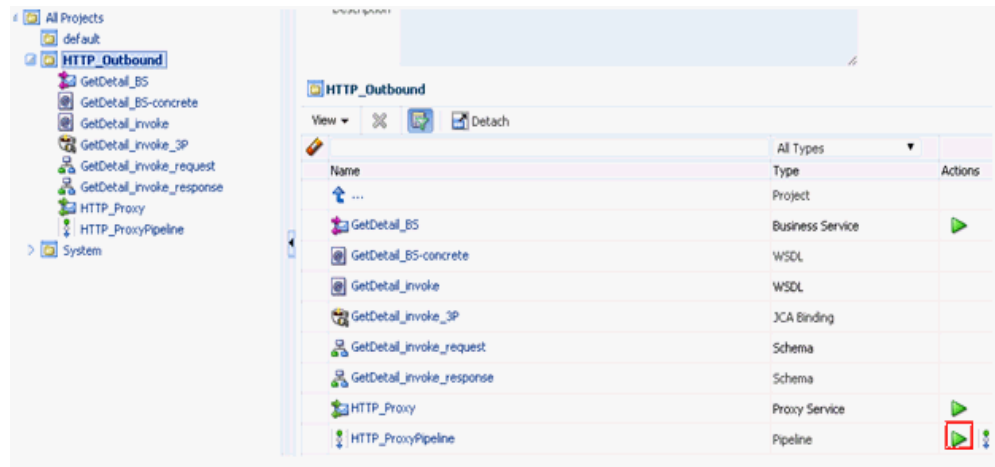 All Projects
default
HTTP_Outbound
GetDetail_BS
GetDetail_BS-concrete
GetDetail_invoke
GetDetail_invoke_3P
GetDetail_invoke_request
GetDetail_invoke_response
HTTP_Proxy
HTTP_ProxyPipeline
System
Description
HTTP_Outbound
View Detach
All Types
Name Type Actions
... Project
GetDetail_BS Business Service
GetDetail_BS-concrete WSDL
GetDetail_invoke WSDL
GetDetail_invoke_3P JCA Binding
GetDetail_invoke_request Schema
GetDetail_invoke_response Schema
HTTP_Proxy Proxy Service
HTTP_ProxyPipeline Pipeline